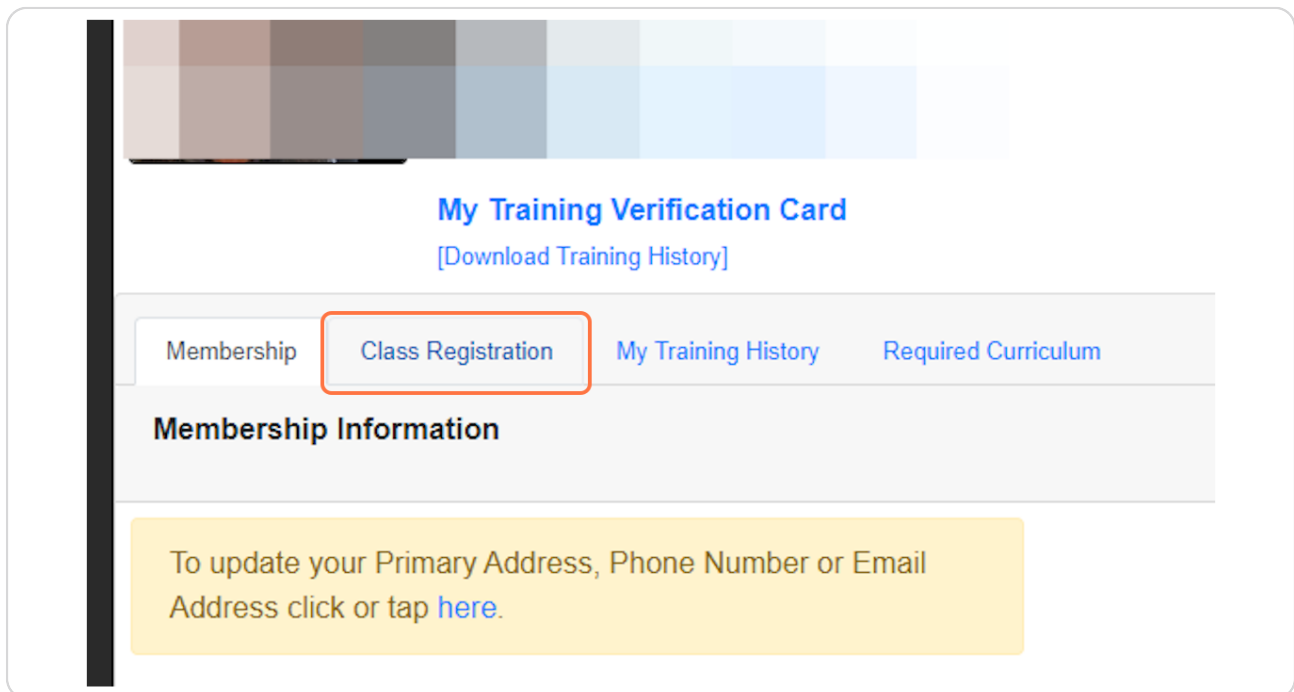 My Training Verification Card
[Download Training History]
Membership Class Registration My Training History Required Curriculum
Membership Information
To update your Primary Address, Phone Number or Email
Address click or tap here.